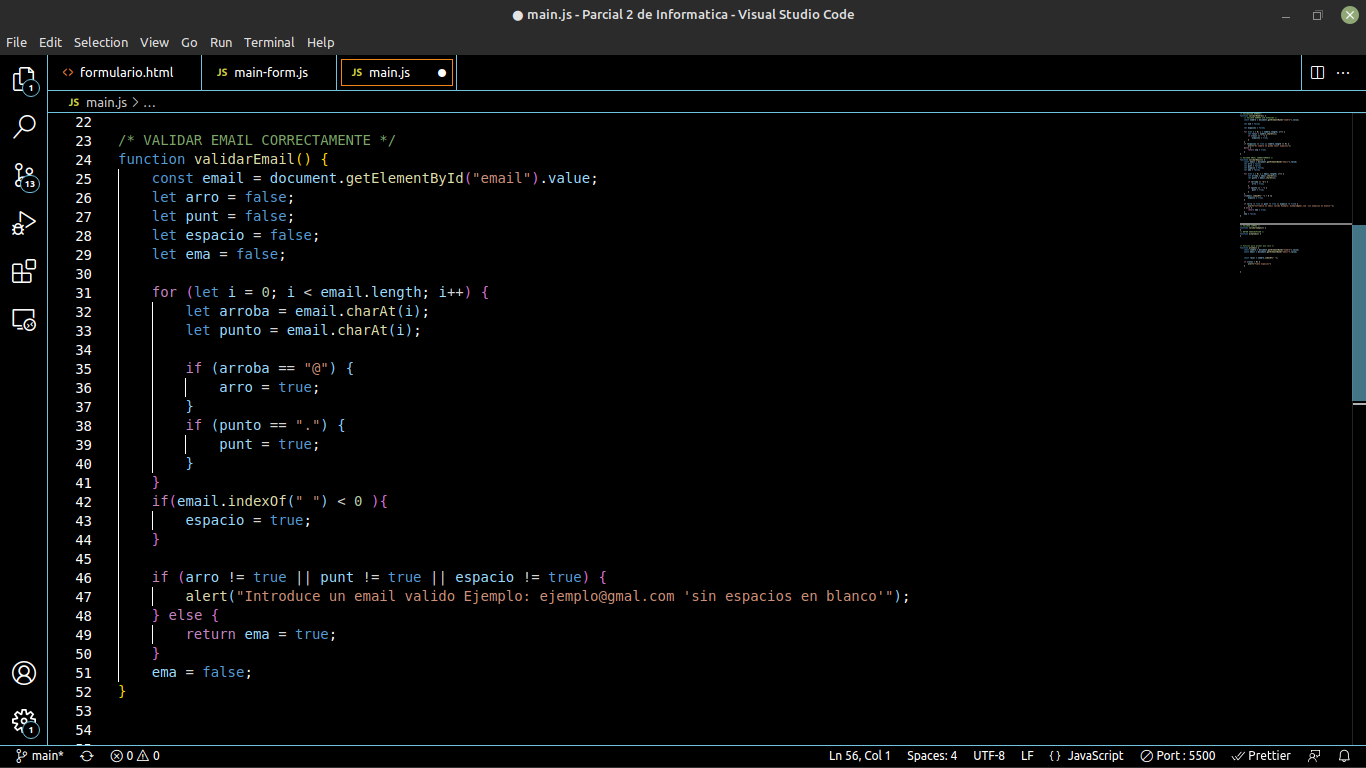 ● main.js - Parcial 2 de Informatica - Visual Studio Code
File Edit Selection View Go Run Terminal Help
<> formulario.html JS main-form.js JS main.js ●
JS main.js > ...
22
23 /* VALIDAR EMAIL CORRECTAMENTE */
24 function validarEmail() {
25 const email = document.getElementById("email").value;
26 let arro = false;
27 let punt = false;
28 let espacio = false;
29 let ema = false;
30
31 for (let i = 0; i < email.length; i++) {
32 let arroba = email.charAt(i);
33 let punto = email.charAt(i);
34
35 if (arroba == "@") {
36 arro = true;
37 }
38 if (punto == ".") {
39 punt = true;
40 }
41 }
42 if(email.indexOf(" ") < 0 ){
43 espacio = true;
44 }
45
46 if (arro != true || punt != true || espacio != true) {
47 alert("Introduce un email valido Ejemplo: ejemplo@gmal.com 'sin espacios en blanco'");
48 } else {
49 return ema = true;
50 }
51 ema = false;
52 }
53
54
1
13
1
main* 0 0 Ln 56, Col 1 Spaces: 4 UTF-8 LF {} JavaScript Port : 5500 Prettier